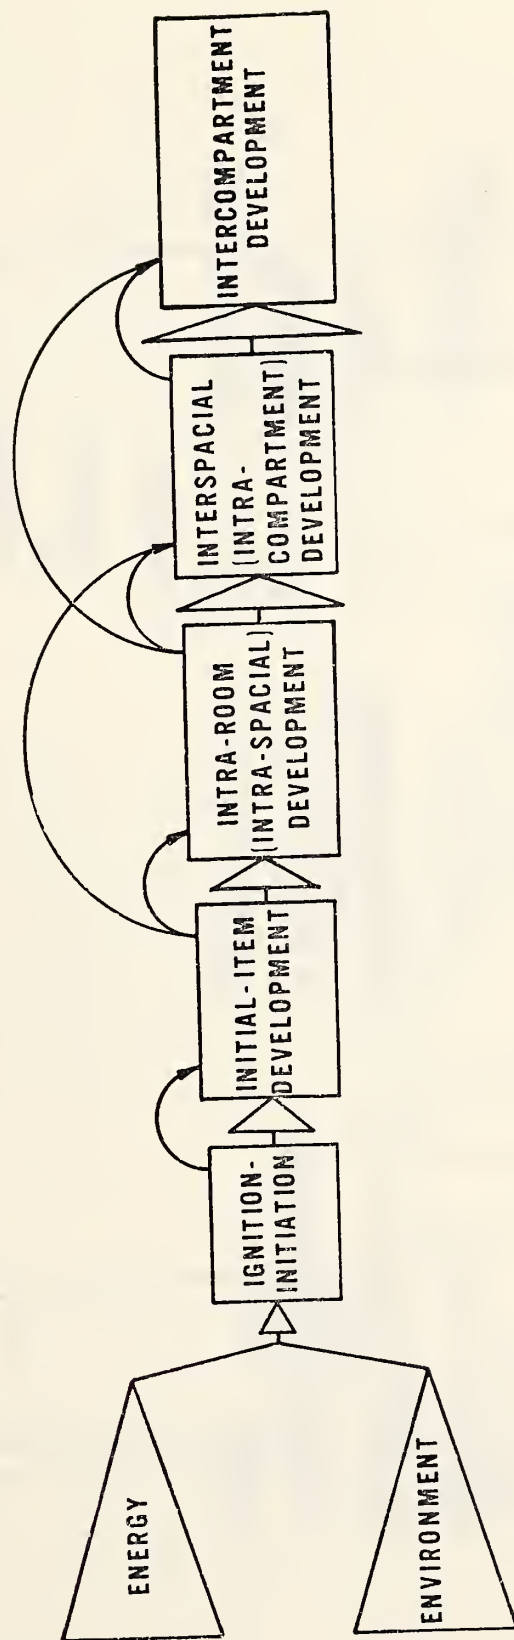 ENERGY
ENVIRONMENT
IGNITION-
INITIATION
INITIAL-ITEM
DEVELOPMENT
INTRA-ROOM
(INTRA-SPACIAL)
DEVELOPMENT
INTERSPACIAL
(INTRA-
COMPARTMENT)
DEVELOPMENT
INTERCOMPARTMENT
DEVELOPMENT